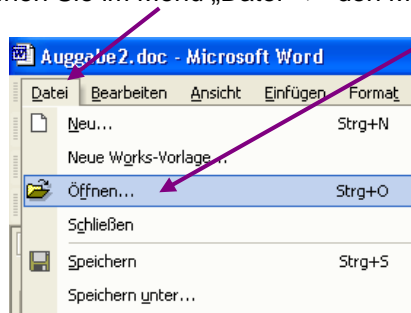 Sie im Menü „Datei
den
Auggabe2.doc - Microsoft Word
Datei Bearbeiten Ansicht Einfügen Format
Neu... Strg+N
Neue Works-Vorlage...
Öffnen... Strg+O
Schließen
Speichern Strg+S
Speichern unter...